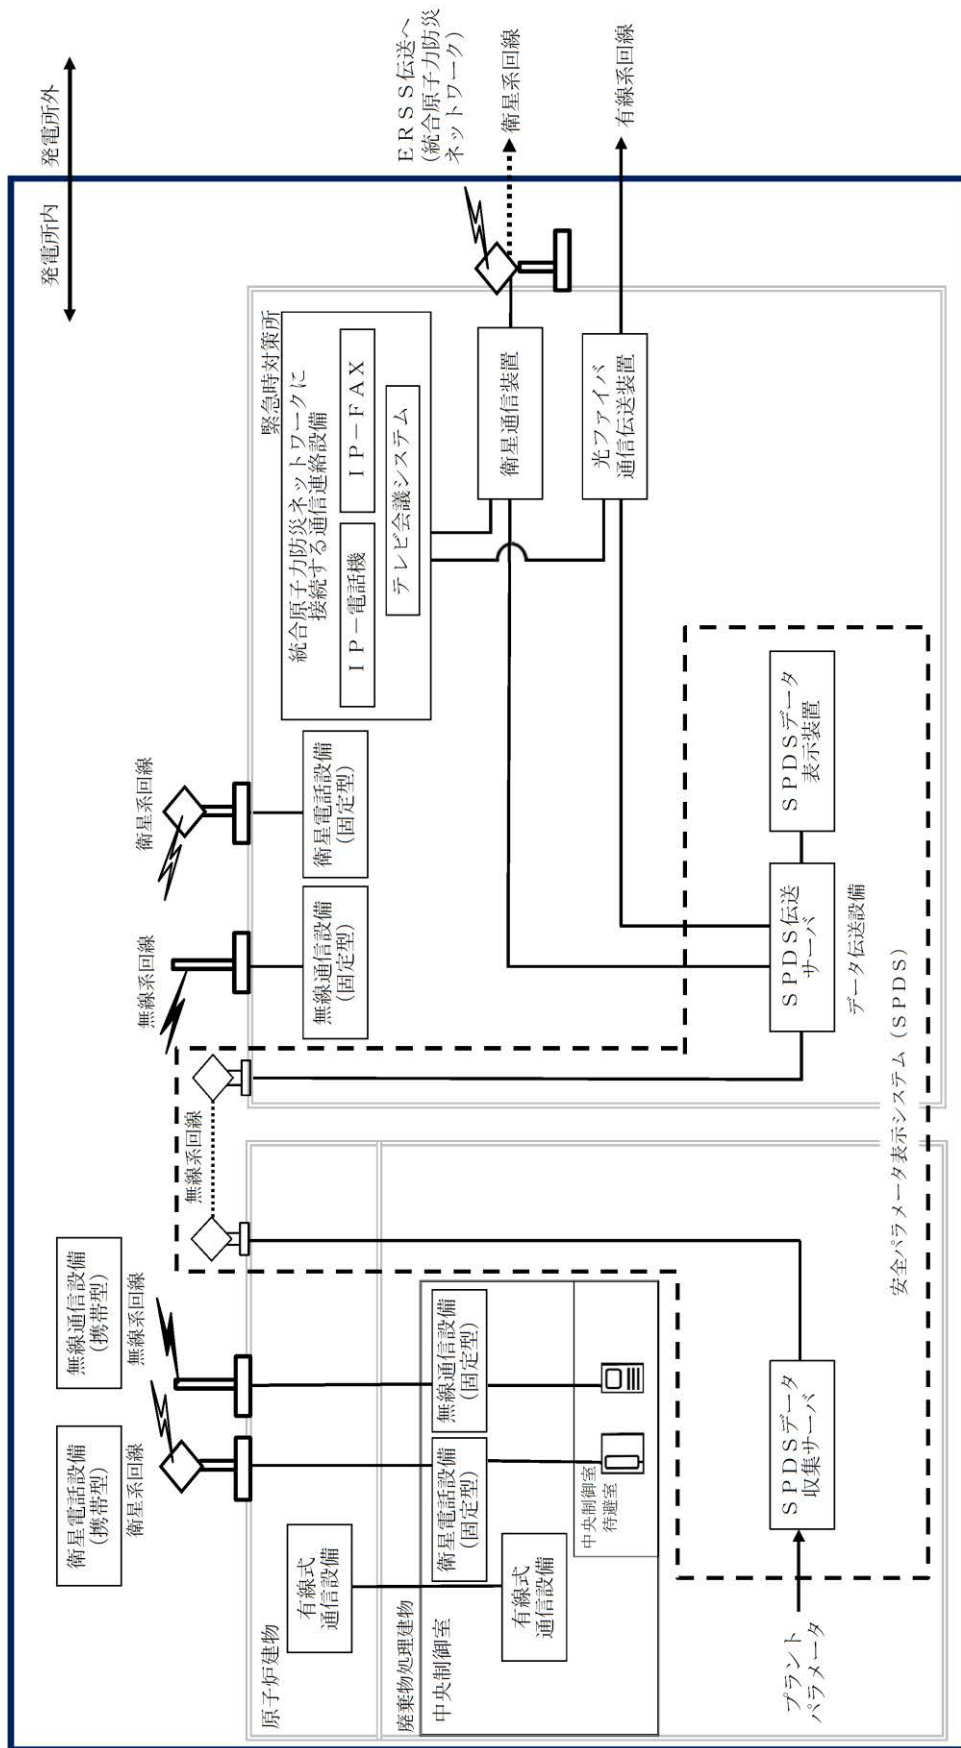 発電所内
発電所外
衛星電話設備
(携帯型)
無線通信設備
(携帯型)
衛星系回線
無線系回線
無線系回線
無線系回線
衛星系回線
ＥＲＳＳ伝送へ
(統合原子力防災
ネットワーク)
衛星系回線
有線系回線
原子炉建物
有線式
通信設備
廃棄物処理建物
中央制御室
有線式
通信設備
衛星電話設備
(固定型)
無線通信設備
(固定型)
中央制御室
待避室
プラント
パラメータ
ＳＰＤＳデータ
収集サーバ
緊急時対策所
無線通信設備
(固定型)
衛星電話設備
(固定型)
統合原子力防災ネットワークに
接続する通信連絡設備
ＩＰ－電話機
ＩＰ－ＦＡＸ
テレビ会議システム
衛星通信装置
光ファイバ
通信伝送装置
ＳＰＤＳ伝送
サーバ
データ伝送設備
ＳＰＤＳデータ
表示装置
安全パラメータ表示システム（ＳＰＤＳ）